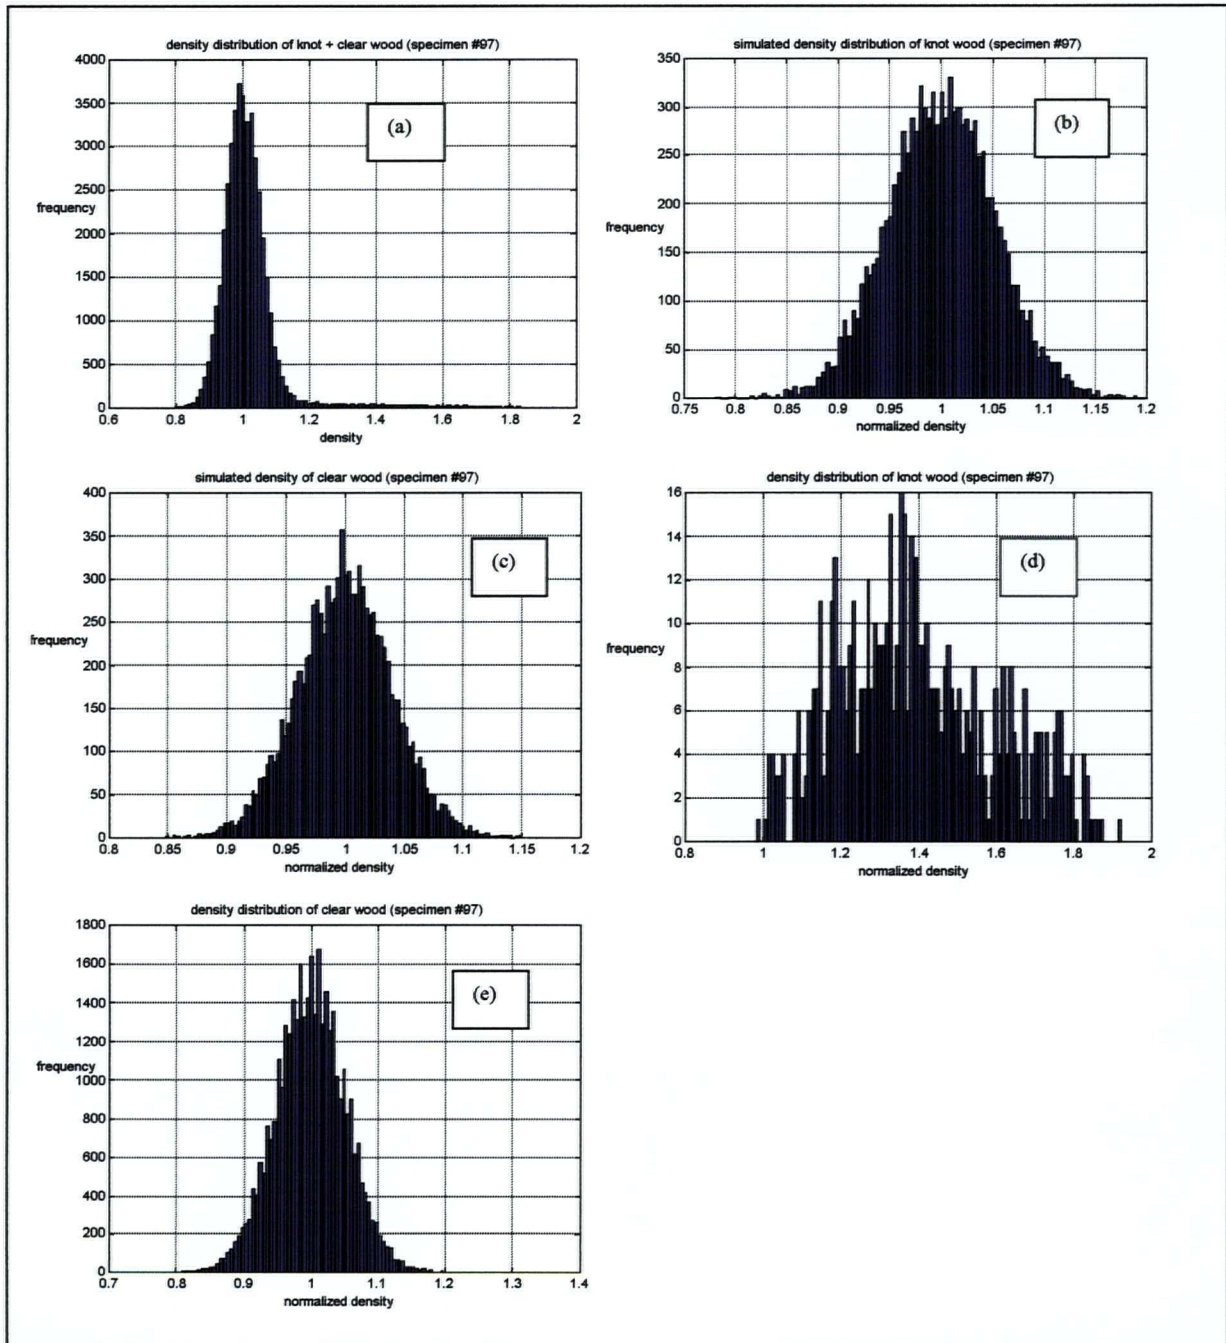 density distribution of knot + clear wood (specimen #97)
4000
3500
3000
2500
2000
1500
1000
500
0
frequency
(a)
0.6 0.8 1 1.2 1.4 1.6 1.8 2
density
simulated density distribution of knot wood (specimen #97)
350
300
250
200
150
100
50
0
frequency
(b)
0.75 0.8 0.85 0.9 0.95 1 1.05 1.1 1.15 1.2
normalized density
simulated density of clear wood (specimen #97)
400
350
300
250
200
150
100
50
0
frequency
(c)
0.8 0.85 0.9 0.95 1 1.05 1.1 1.15 1.2
normalized density
density distribution of knot wood (specimen #97)
16
14
12
10
8
6
4
2
0
frequency
(d)
0.8 1 1.2 1.4 1.6 1.8 2
normalized density
density distribution of clear wood (specimen #97)
1800
1600
1400
1200
1000
800
600
400
200
0
frequency
(e)
0.7 0.8 0.9 1 1.1 1.2 1.3 1.4
normalized density